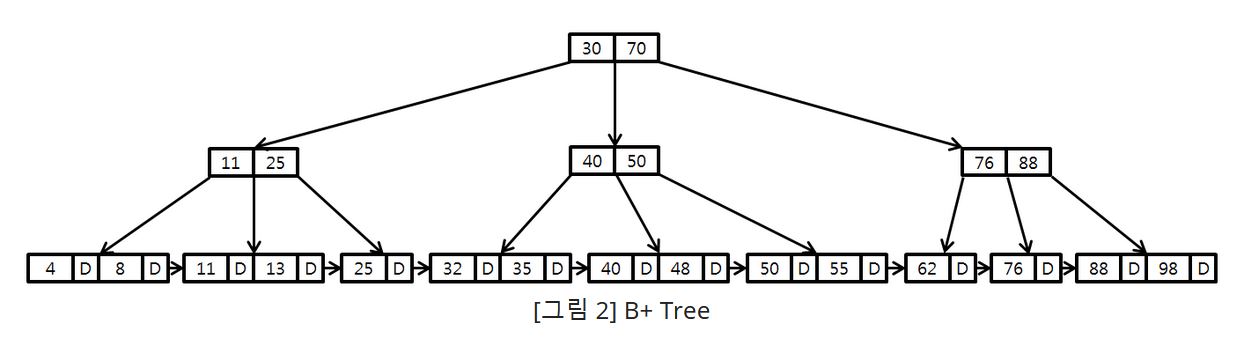 30 70
11 25
40 50
76 88
4 D 8 D
11 D 13 D
25 D
32 D 35 D
40 D 48 D
50 D 55 D
62 D
76 D
88 D 98 D
[그림 2] B+ Tree